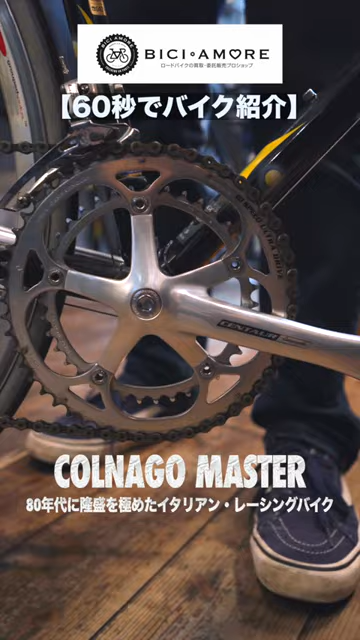 BICI AMORE
ロードバイクの買取・委託販売プロショップ
【60秒でバイク紹介】
CENTAUR
COLNAGO MASTER
80年代に隆盛を極めたイタリアン・レーシングバイク